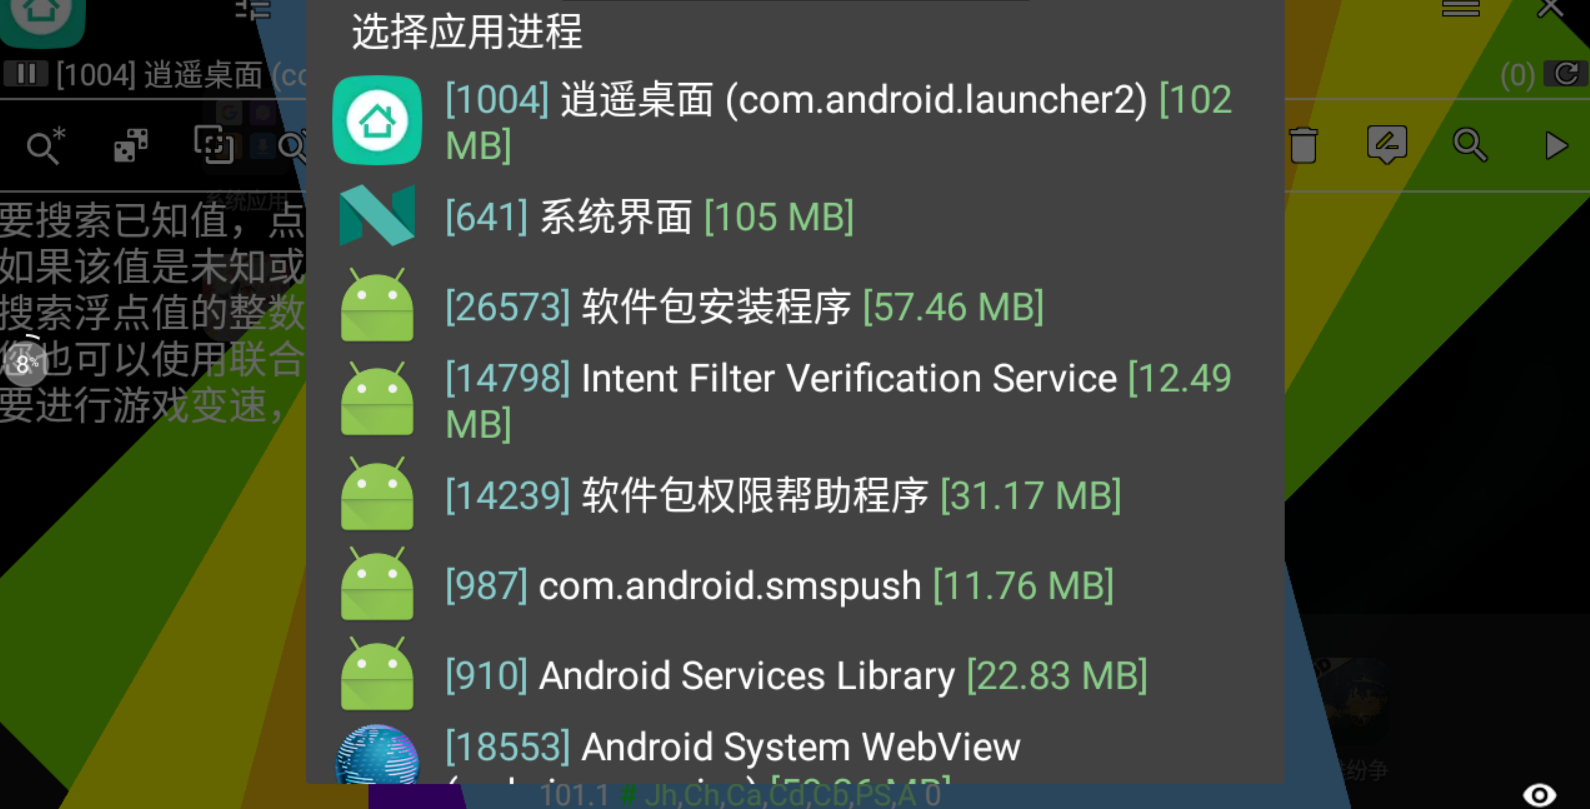 选择应用进程
[1004] 逍遥桌面 (co
(0)
[1004] 逍遥桌面 (com.android.launcher2) [102
MB]
[641] 系统界面 [105 MB]
系统应用
要搜索已知值，点
如果该值是未知或
搜索浮点值的整数
您也可以使用联合
要进行游戏变速，
8%
[26573] 软件包安装程序 [57.46 MB]
[14798] Intent Filter Verification Service [12.49
MB]
[14239] 软件包权限帮助程序 [31.17 MB]
[987] com.android.smspush [11.76 MB]
[910] Android Services Library [22.83 MB]
[18553] Android System WebView
纷争
101.1 # Jh,Ch,Ca,Cd,Cb,PS,A 0